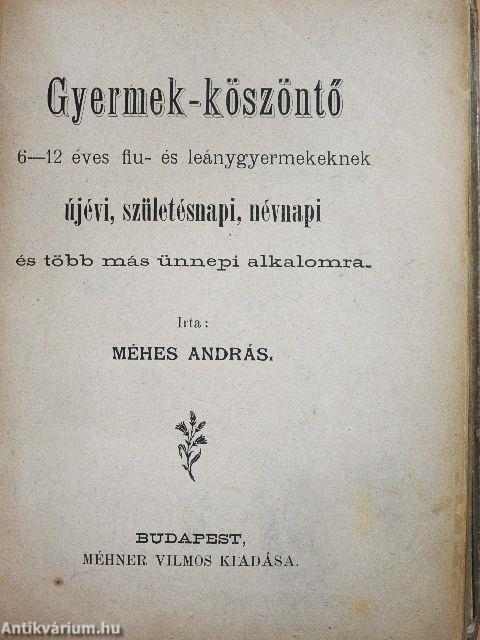 Gyermek-köszöntő
6—12 éves fiu- és leánygyermekeknek
újévi, születésnapi, névnapi
és több más ünnepi alkalomra.
Irta:
MÉHES ANDRÁS.
BUDAPEST,
MÉHNER VILMOS KIADÁSA.
Antikvárium.hu